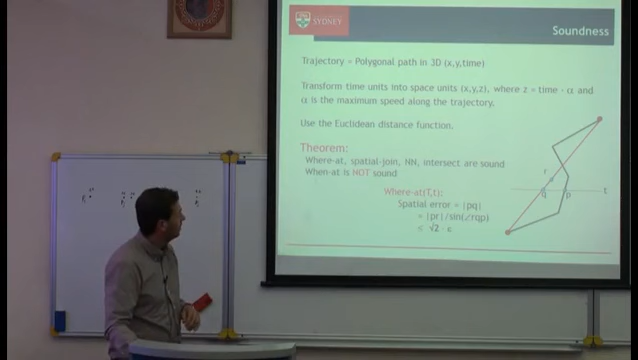 SYDNEY
Soundness
Trajectory = Polygonal path in 3D (x,y,time)
Transform time units into space units (x,y,z), where z = time · α and
α is the maximum speed along the trajectory.
Use the Euclidean distance function.
Theorem:
Where-at, spatial-join, NN, intersect are sound
When-at is NOT sound
Where-at(T,t):
Spatial error = |pq|
= |pr|/sin(∠rqp)
r
q
p
t